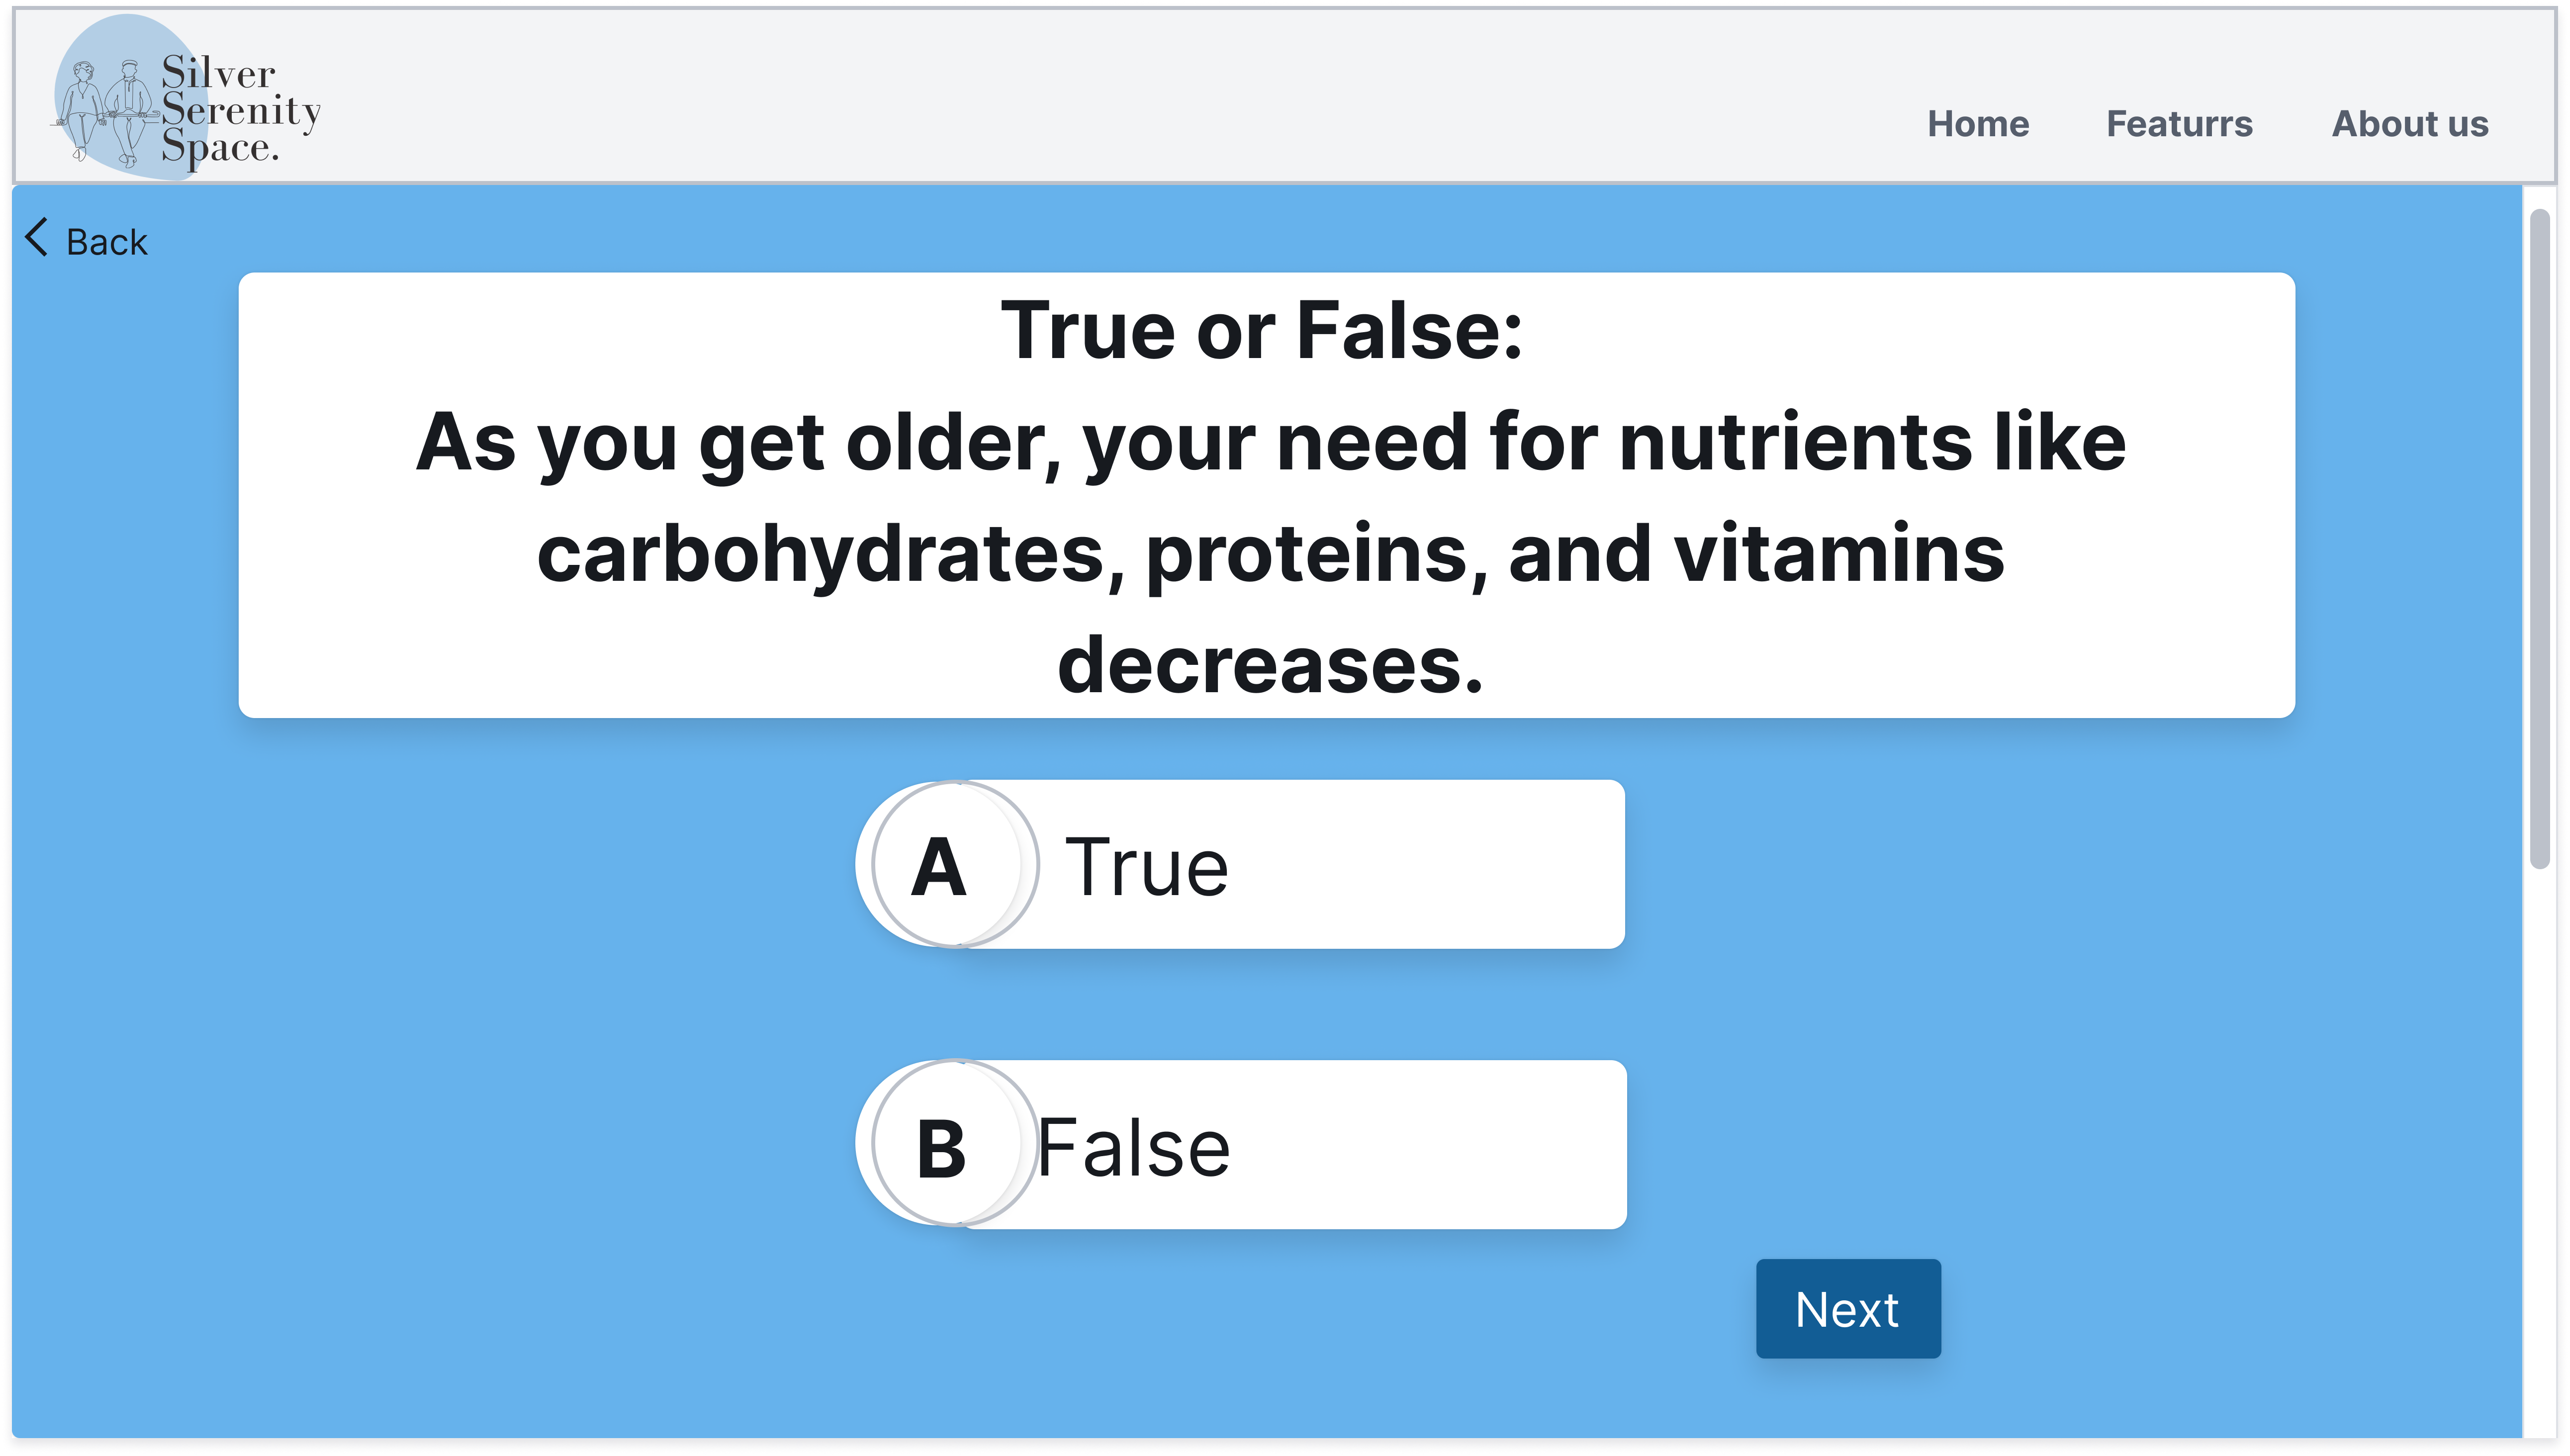 Silver
Serenity
Space.
Home Featurrs About us
Back
True or False:
As you get older, your need for nutrients like
carbohydrates, proteins, and vitamins
decreases.
A True
B False
Next